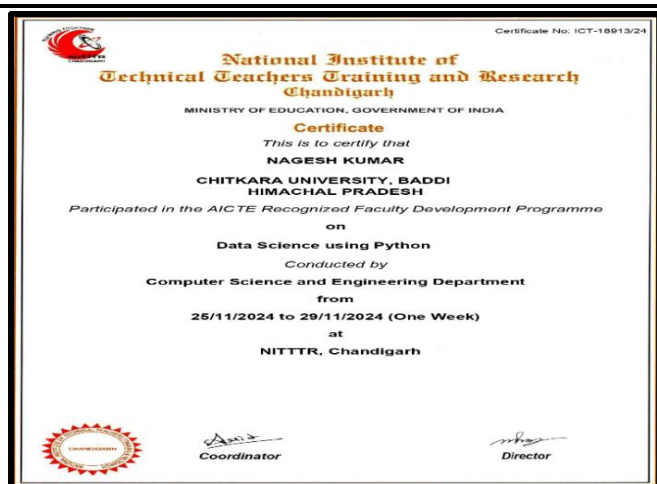 Certificate No: ICT-18913/24
National Institute of
Technical Teachers Training and Research
Chandigarh
MINISTRY OF EDUCATION, GOVERNMENT OF INDIA
Certificate
This is to certify that
NAGESH KUMAR
CHITKARA UNIVERSITY, BADDI
HIMACHAL PRADESH
Participated in the AICTE Recognized Faculty Development Programme
on
Data Science using Python
Conducted by
Computer Science and Engineering Department
from
25/11/2024 to 29/11/2024 (One Week)
at
NITTTR, Chandigarh
CHANDIGARH
Coordinator
Director